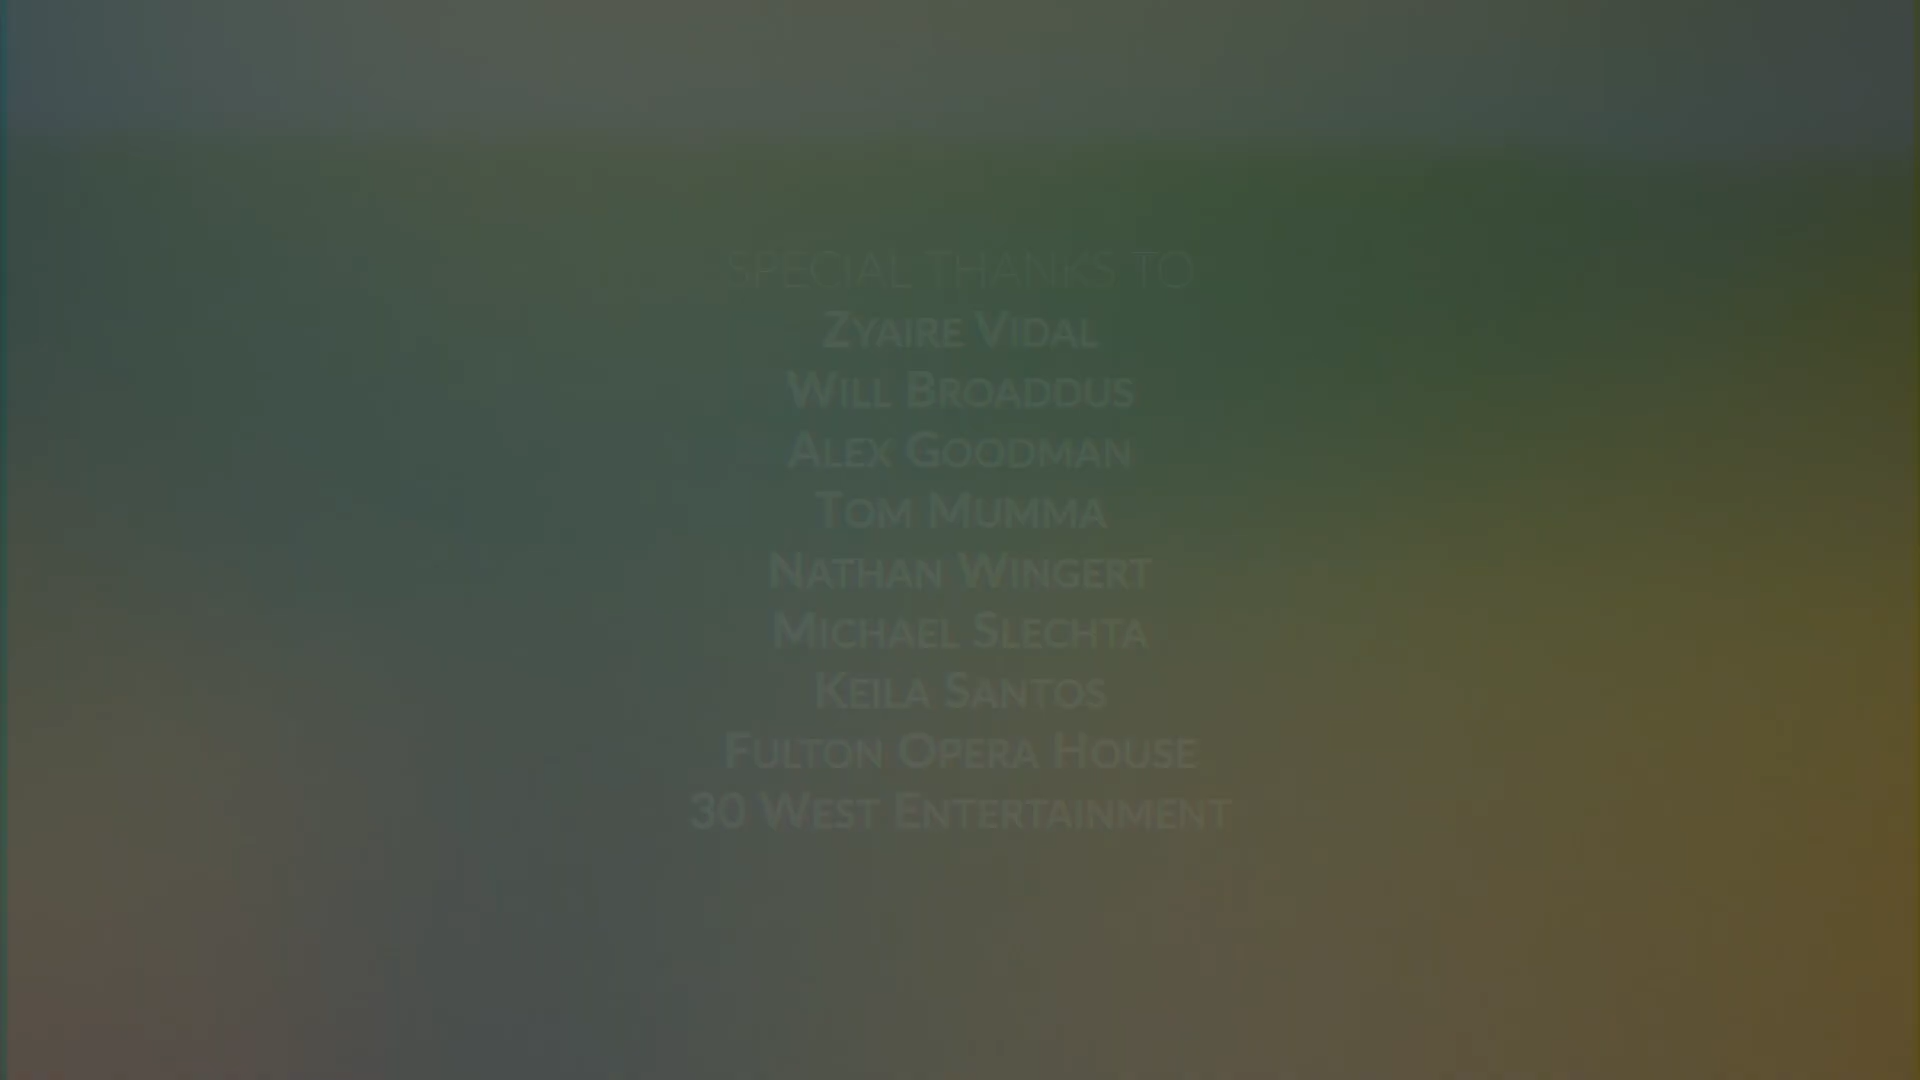 SPECIAL THANKS TO
ZYAIRE VIDAL
WILL BROADDUS
ALEX GOODMAN
TOM MUMMA
NATHAN WINGERT
MICHAEL SLECHTA
KEILA SANTOS
FULTON OPERA HOUSE
30 WEST ENTERTAINMENT